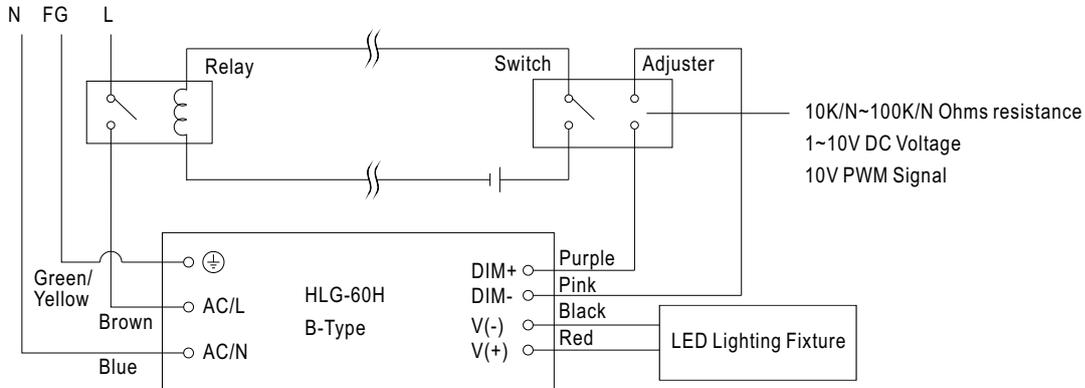 N FG L
Relay
Switch
Adjuster
10K/N~100K/N Ohms resistance
1~10V DC Voltage
10V PWM Signal
Green/
Yellow
Brown
Blue
AC/L
AC/N
HLG-60H
B-Type
DIM+
DIM-
V(-)
V(+)
Purple
Pink
Black
Red
LED Lighting Fixture